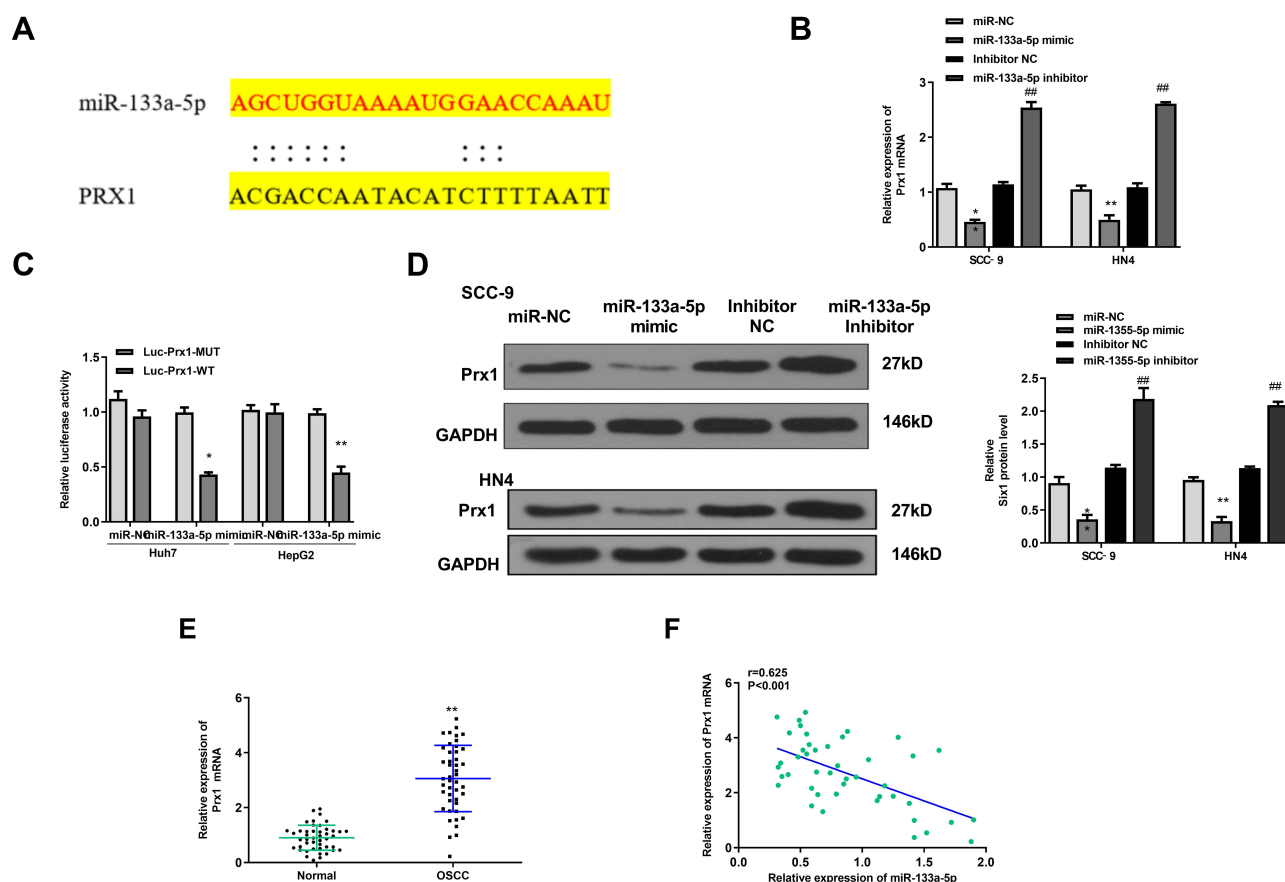 A
miR-133a-5p AGCUGGUAAAAUGGAACCAAAU
: : : : : : : : :
PRX1 ACGACCAATACATCTTTTAATT
B
miR-NC
miR-133a-5p mimic
Inhibitor NC
miR-133a-5p inhibitor
Relative expression of
Prx1 mRNA
3
2
1
0
*
*
##
**
##
SCC- 9
HN4
C
Luc-Prx1-MUT
Luc-Prx1-WT
Relative luciferase activity
1.5
1.0
0.5
0.0
*
**
miR-NC miR-133a-5p mimic miR-NC miR-133a-5p mimic
Huh7
HepG2
D
SCC-9
miR-NC
miR-133a-5p
mimic
Inhibitor
NC
miR-133a-5p
Inhibitor
Prx1
27kD
GAPDH
146kD
HN4
Prx1
27kD
GAPDH
146kD
miR-NC
miR-1355-5p mimic
Inhibitor NC
miR-1355-5p inhibitor
Relative
Six1 protein level
2.5
2.0
1.5
1.0
0.5
0.0
*
*
##
**
##
SCC- 9
HN4
E
Relative expression of
Prx1 mRNA
6
4
2
0
**
Normal
OSCC
F
r=0.625
P<0.001
Relative expression of Prx1 mRNA
6
4
2
0
0.0 0.5 1.0 1.5 2.0
Relative expression of miR-133a-5p